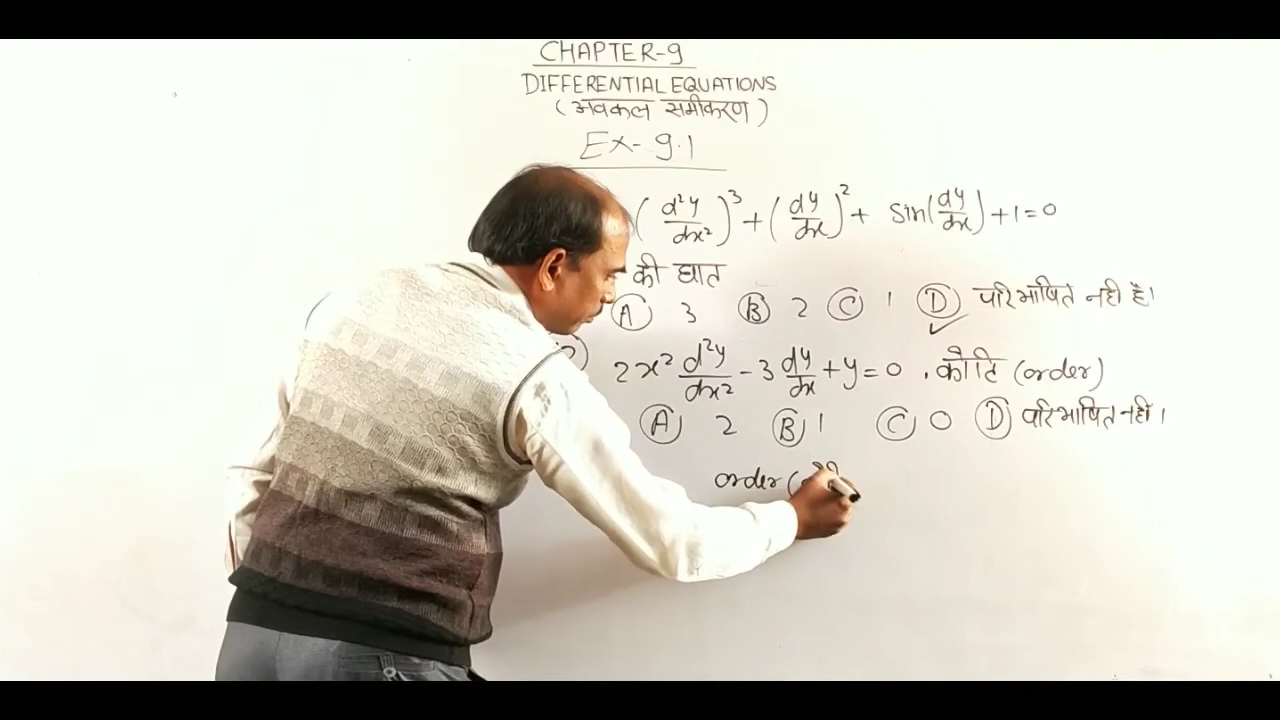 CHAPTER-9
DIFFERENTIAL EQUATIONS
(अवकल समीकरण)
Ex- 9.1
(d²y/dx²)³ + (dy/dx)² + sin(dy/dx) + 1 = 0
की घात
Ⓐ 3 Ⓑ 2 Ⓒ 1 Ⓓ परिभाषित नही है। ✓
2x² d²y/dx² - 3 dy/dx + y = 0 . कोटि (order)
Ⓐ 2 Ⓑ 1 Ⓒ 0 Ⓓ परिभाषित नही।
order (